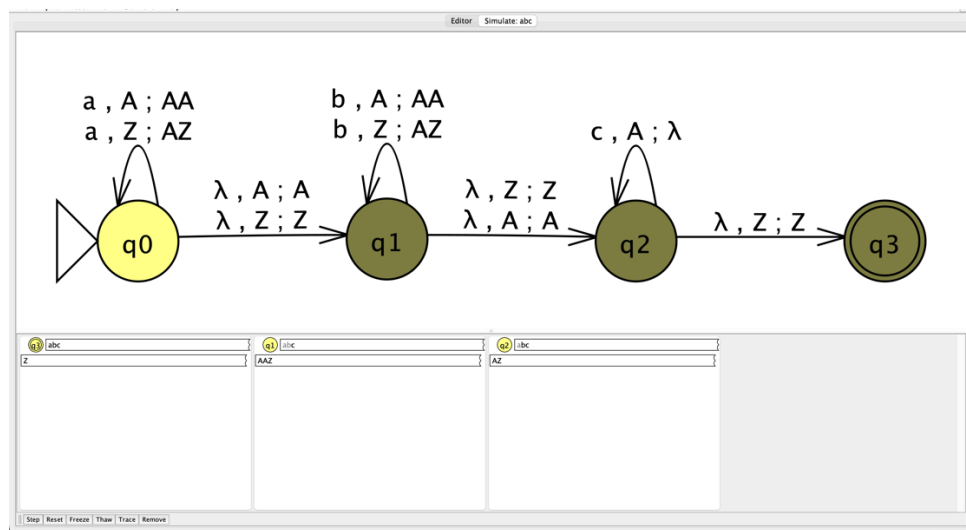 Editor Simulate: abc
a , A ; AA
a , Z ; AZ
b , A ; AA
b , Z ; AZ
c , A ; λ
λ , A ; A
λ , Z ; Z
λ , Z ; Z
λ , A ; A
λ , Z ; Z
q0
q1
q2
q3
q3 abc
Z
q1 abc
AAZ
q2 abc
AZ
Step Reset Freeze Thaw Trace Remove